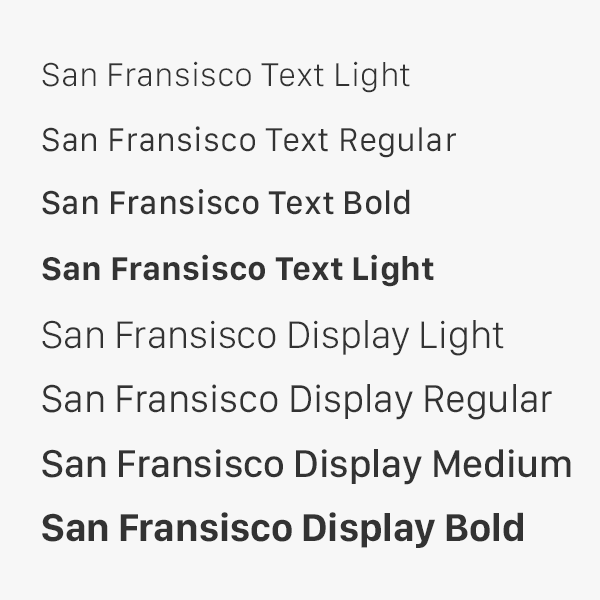 San Fransisco Text Light
San Fransisco Text Regular
San Fransisco Text Bold
San Fransisco Text Light
San Fransisco Display Light
San Fransisco Display Regular
San Fransisco Display Medium
San Fransisco Display Bold